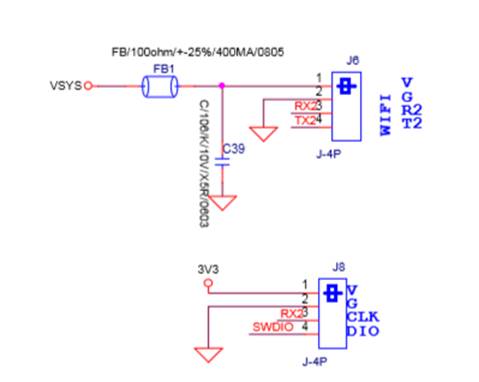 FB/100ohm/+-25%/400MA/0805
FB1
VSYS
J6
1
2
RX2 3
TX2 4
V
G
R2
T2
WIFI
J-4P
C39
C/106/K/10V/X5R/0603
J8
3V3
1
2
RX2 3
SWDIO 4
V
G
CLK
DIO
J-4P